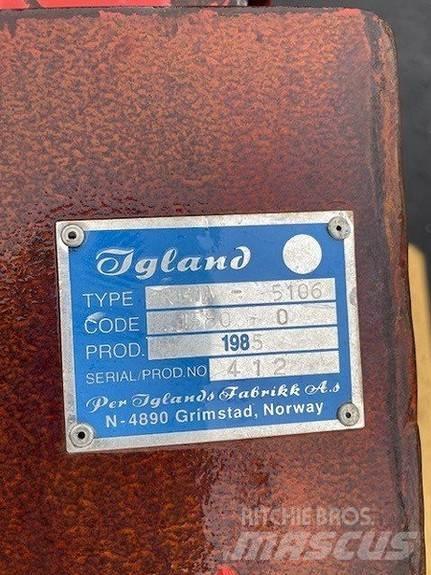 Igland
TYPE - 5106
CODE - 0
PROD. 1985
SERIAL/PROD.NO 412
Per Iglands Fabrikk A.s
N-4890 Grimstad, Norway
RITCHIE BROS.
MASCUS